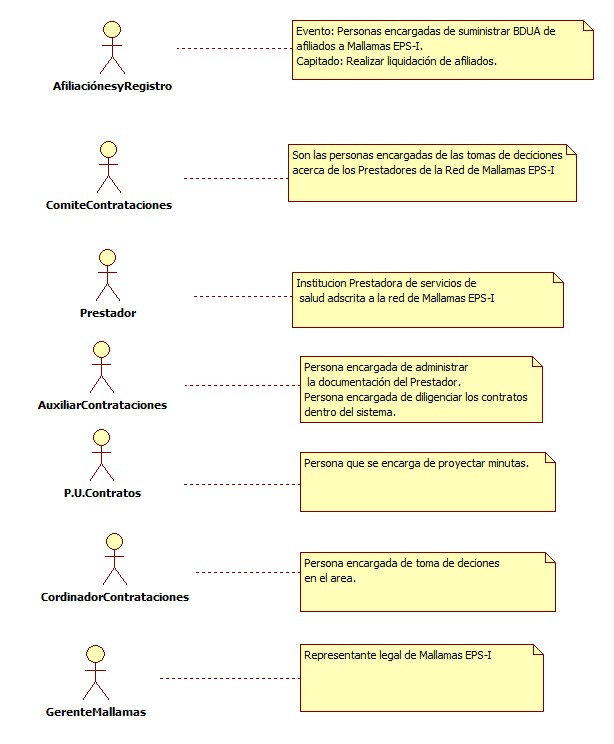 Evento: Personas encargadas de suministrar BDUA de
afiliados a Mallamas EPS-I.
Capitado: Realizar liquidación de afiliados.
AfiliaciónesyRegistro
Son las personas encargadas de las tomas de deciciones
acerca de los Prestadores de la Red de Mallamas EPS-I
ComiteContrataciones
Institucion Prestadora de servicios de
salud adscrita a la red de Mallamas EPS-I
Prestador
Persona encargada de administrar
la documentación del Prestador.
Persona encargada de diligenciar los contratos
dentro del sistema.
AuxiliarContrataciones
Persona que se encarga de proyectar minutas.
P.U.Contratos
Persona encargada de toma de deciones
en el area.
CordinadorContrataciones
Representante legal de Mallamas EPS-I
GerenteMallamas